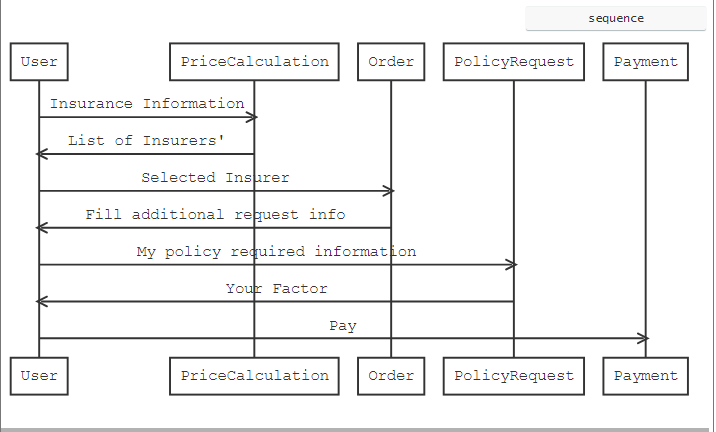 sequence
User PriceCalculation Order PolicyRequest Payment
Insurance Information
List of Insurers'
Selected Insurer
Fill additional request info
My policy required information
Your Factor
Pay
User PriceCalculation Order PolicyRequest Payment